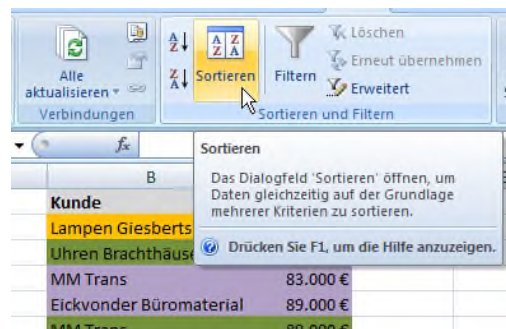 Löschen
Alle aktualisieren
Sortieren
Filtern
Erneut übernehmen
Erweitert
Verbindungen
Sortieren und Filtern
fx
Sortieren
Das Dialogfeld 'Sortieren' öffnen, um
Daten gleichzeitig auf der Grundlage
mehrerer Kriterien zu sortieren.
Drücken Sie F1, um die Hilfe anzuzeigen.
B
Kunde
Lampen Giesberts
Uhren Brachthäuse
MM Trans 83.000 €
Eickvonder Büromaterial 89.000 €
MM Trans